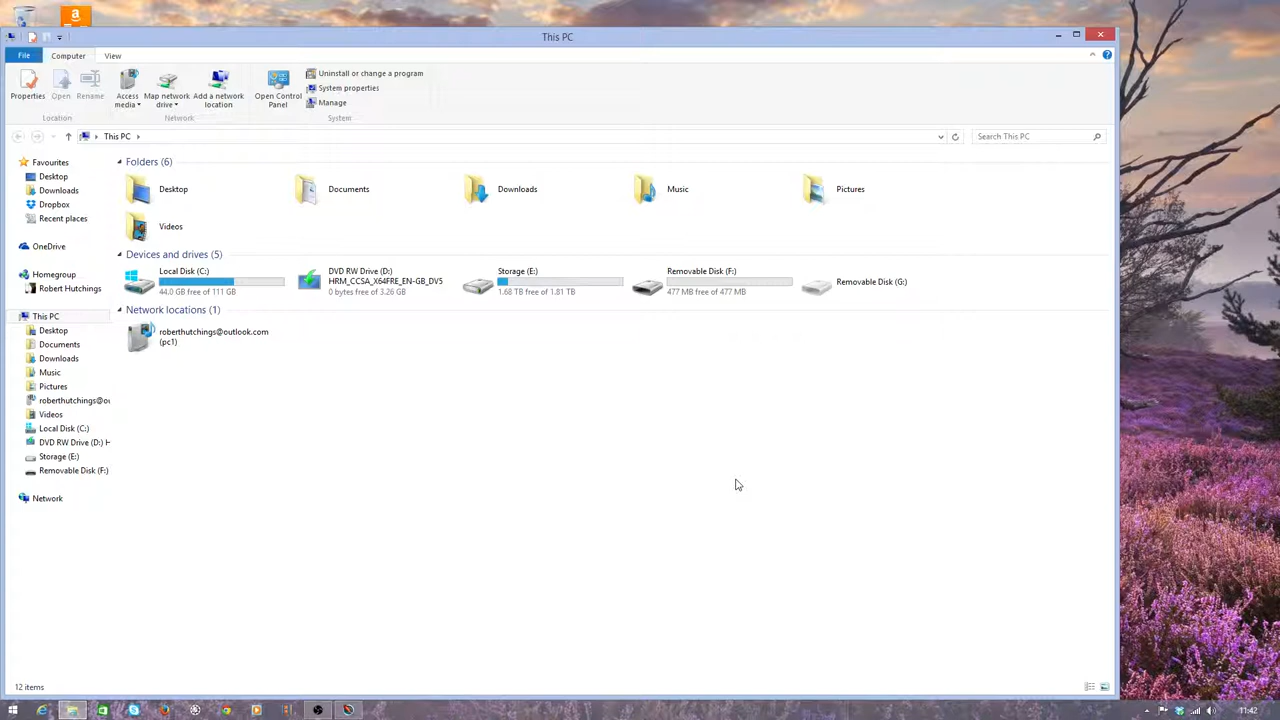 This PC
File
Computer
View
Properties
Open
Rename
Access media
Map network drive
Add a network location
Open Control Panel
Uninstall or change a program
System properties
Manage
Location
Network
System
This PC
Search This PC
Favourites
Desktop
Downloads
Dropbox
Recent places
OneDrive
Homegroup
Robert Hutchings
This PC
Desktop
Documents
Downloads
Music
Pictures
roberthutchings@ou
Videos
Local Disk (C:)
DVD RW Drive (D:) H
Storage (E:)
Removable Disk (F:)
Network
Folders (6)
Desktop
Documents
Downloads
Music
Pictures
Videos
Devices and drives (5)
Local Disk (C:)
44.0 GB free of 111 GB
DVD RW Drive (D:)
HRM_CCSA_X64FRE_EN-GB_DV5
0 bytes free of 3.26 GB
Storage (E:)
1.68 TB free of 1.81 TB
Removable Disk (F:)
477 MB free of 477 MB
Removable Disk (G:)
Network locations (1)
roberthutchings@outlook.com
(pc1)
12 items
11:42